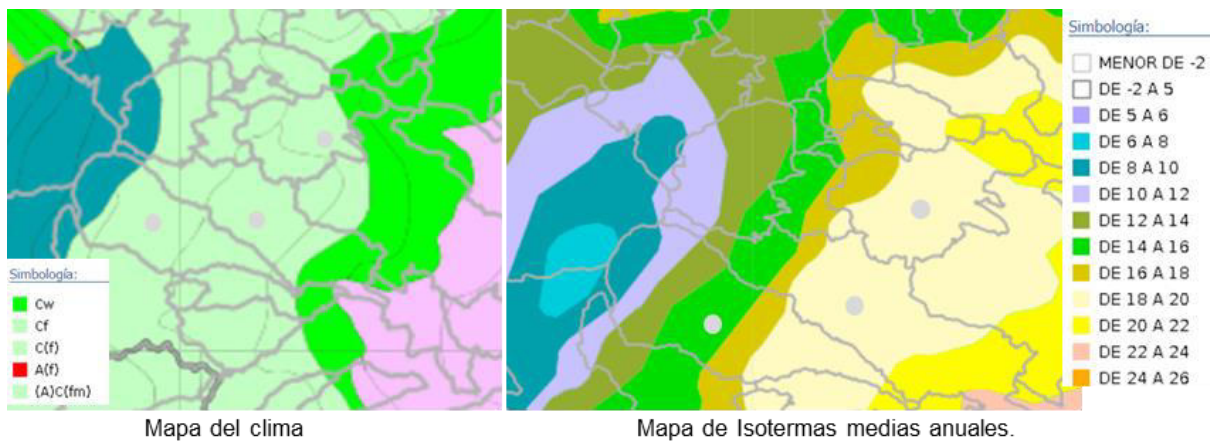 Simbología:
Cw
Cf
C(f)
A(f)
(A)C(fm)
Simbología:
MENOR DE -2
DE -2 A 5
DE 5 A 6
DE 6 A 8
DE 8 A 10
DE 10 A 12
DE 12 A 14
DE 14 A 16
DE 16 A 18
DE 18 A 20
DE 20 A 22
DE 22 A 24
DE 24 A 26
Mapa del clima
Mapa de Isotermas medias anuales.